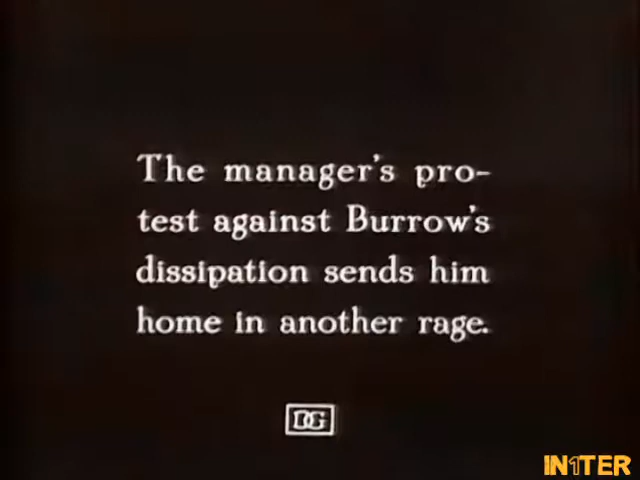 The manager's pro-
test against Burrow's
dissipation sends him
home in another rage.
DG
IN1TER